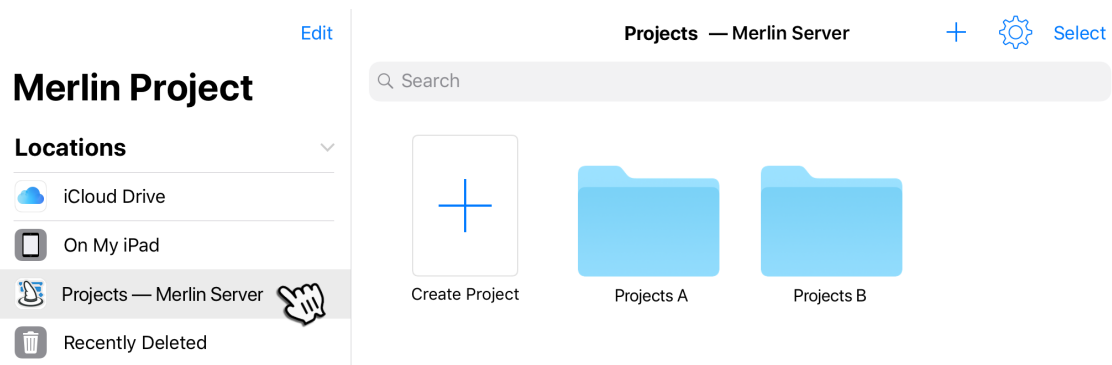 Edit
Merlin Project
Locations
iCloud Drive
On My iPad
Projects — Merlin Server
Recently Deleted
Projects — Merlin Server
Select
Search
Create Project
Projects A
Projects B